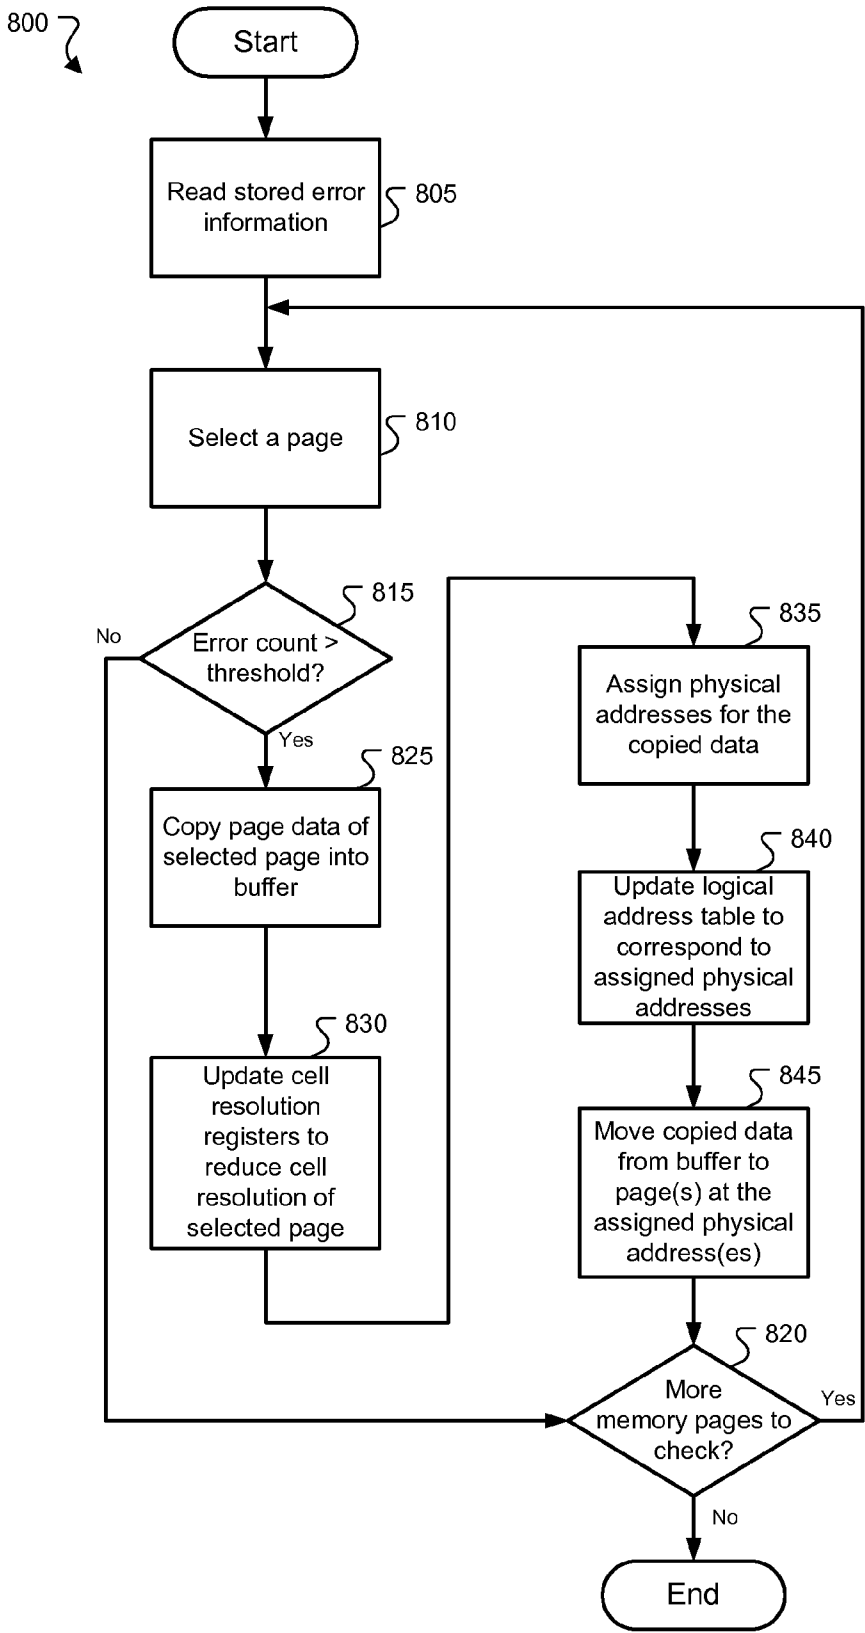 800
Start
Read stored error
information
805
Select a page
810
815
Error count >
threshold?
No
Yes
825
Copy page data of
selected page into
buffer
830
Update cell
resolution
registers to
reduce cell
resolution of
selected page
835
Assign physical
addresses for the
copied data
840
Update logical
address table to
correspond to
assigned physical
addresses
845
Move copied data
from buffer to
page(s) at the
assigned physical
address(es)
820
More
memory pages to
check?
Yes
No
End